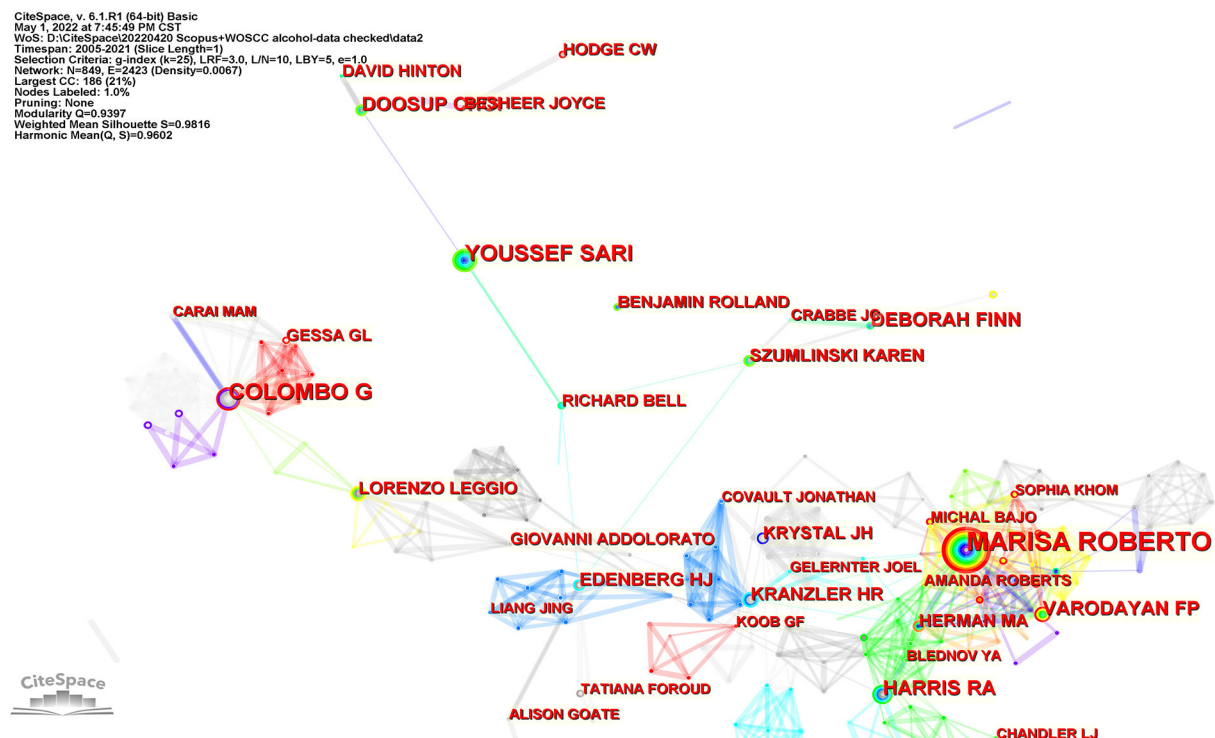 CiteSpace, v. 6.1.R1 (64-bit) Basic
May 1, 2022 at 7:45:49 PM CST
WoS: D:\CiteSpace\20220420 Scopus+WOSCC alcohol-data checked\data2
Timespan: 2005-2021 (Slice Length=1)
Selection Criteria: g-index (k=25), LRF=3.0, L/N=10, LBY=5, e=1.0
Network: N=849, E=2423 (Density=0.0067)
Largest CC: 186 (21%)
Nodes Labeled: 1.0%
Pruning: None
Modularity Q=0.9397
Weighted Mean Silhouette S=0.9816
Harmonic Mean(Q, S)=0.9602
HODGE CW
DAVID HINTON
DOOSUP
BESHEER JOYCE
YOUSSEF SARI
BENJAMIN ROLLAND
CARAI MAM
CRABBE
DEBORAH FINN
GESSA GL
SZUMLINSKI KAREN
COLOMBO G
RICHARD BELL
LORENZO LEGGIO
SOPHIA KHOM
COVAULT JONATHAN
MICHAL BAJO
KRYSTAL JH
GIOVANNI ADDOLORATO
MARISA ROBERTO
GELERNTER JOEL
EDENBERG HJ
AMANDA ROBERTS
KRANZLER HR
LIANG JING
VARODAYAN FP
KOOB GF
HERMAN MA
BLEDNOV YA
TATIANA FOROUD
HARRIS RA
ALISON GOATE
CHANDLER LJ
CiteSpace